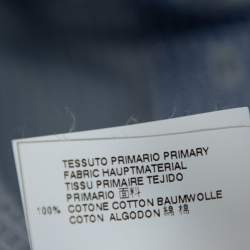 TESSUTO PRIMARIO PRIMARY
FABRIC HAUPTMATERIAL
TISSU PRIMAIRE TEJIDO
PRIMARIO 面料
100% COTONE COTTON BAUMWOLLE
COTON ALGODON 綿 棉